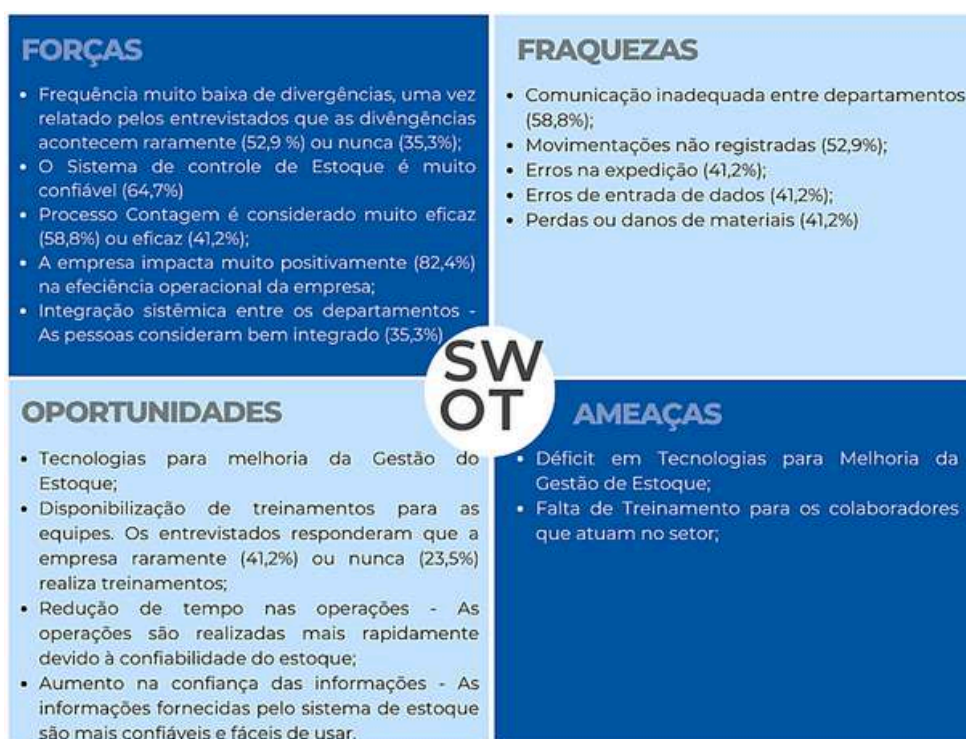 FORÇAS
• Frequência muito baixa de divergências, uma vez
relatado pelos entrevistados que as divêngências
acontecem raramente (52,9 %) ou nunca (35,3%);
• O Sistema de controle de Estoque é muito
confiável (64,7%)
• Processo Contagem é considerado muito eficaz
(58,8%) ou eficaz (41,2%);
• A empresa impacta muito positivamente (82,4%)
na efeciência operacional da empresa;
• Integração sistêmica entre os departamentos -
As pessoas consideram bem integrado (35,3%)
FRAQUEZAS
• Comunicação inadequada entre departamentos
(58,8%);
• Movimentações não registradas (52,9%);
• Erros na expedição (41,2%);
• Erros de entrada de dados (41,2%);
• Perdas ou danos de materiais (41,2%)
SW
OT
OPORTUNIDADES
• Tecnologias para melhoria da Gestão do
Estoque;
• Disponibilização de treinamentos para as
equipes. Os entrevistados responderam que a
empresa raramente (41,2%) ou nunca (23,5%)
realiza treinamentos;
• Redução de tempo nas operações - As
operações são realizadas mais rapidamente
devido à confiabilidade do estoque;
• Aumento na confiança das informações - As
informações fornecidas pelo sistema de estoque
são mais confiáveis e fáceis de usar.
AMEAÇAS
• Déficit em Tecnologias para Melhoria da
Gestão de Estoque;
• Falta de Treinamento para os colaboradores
que atuam no setor;